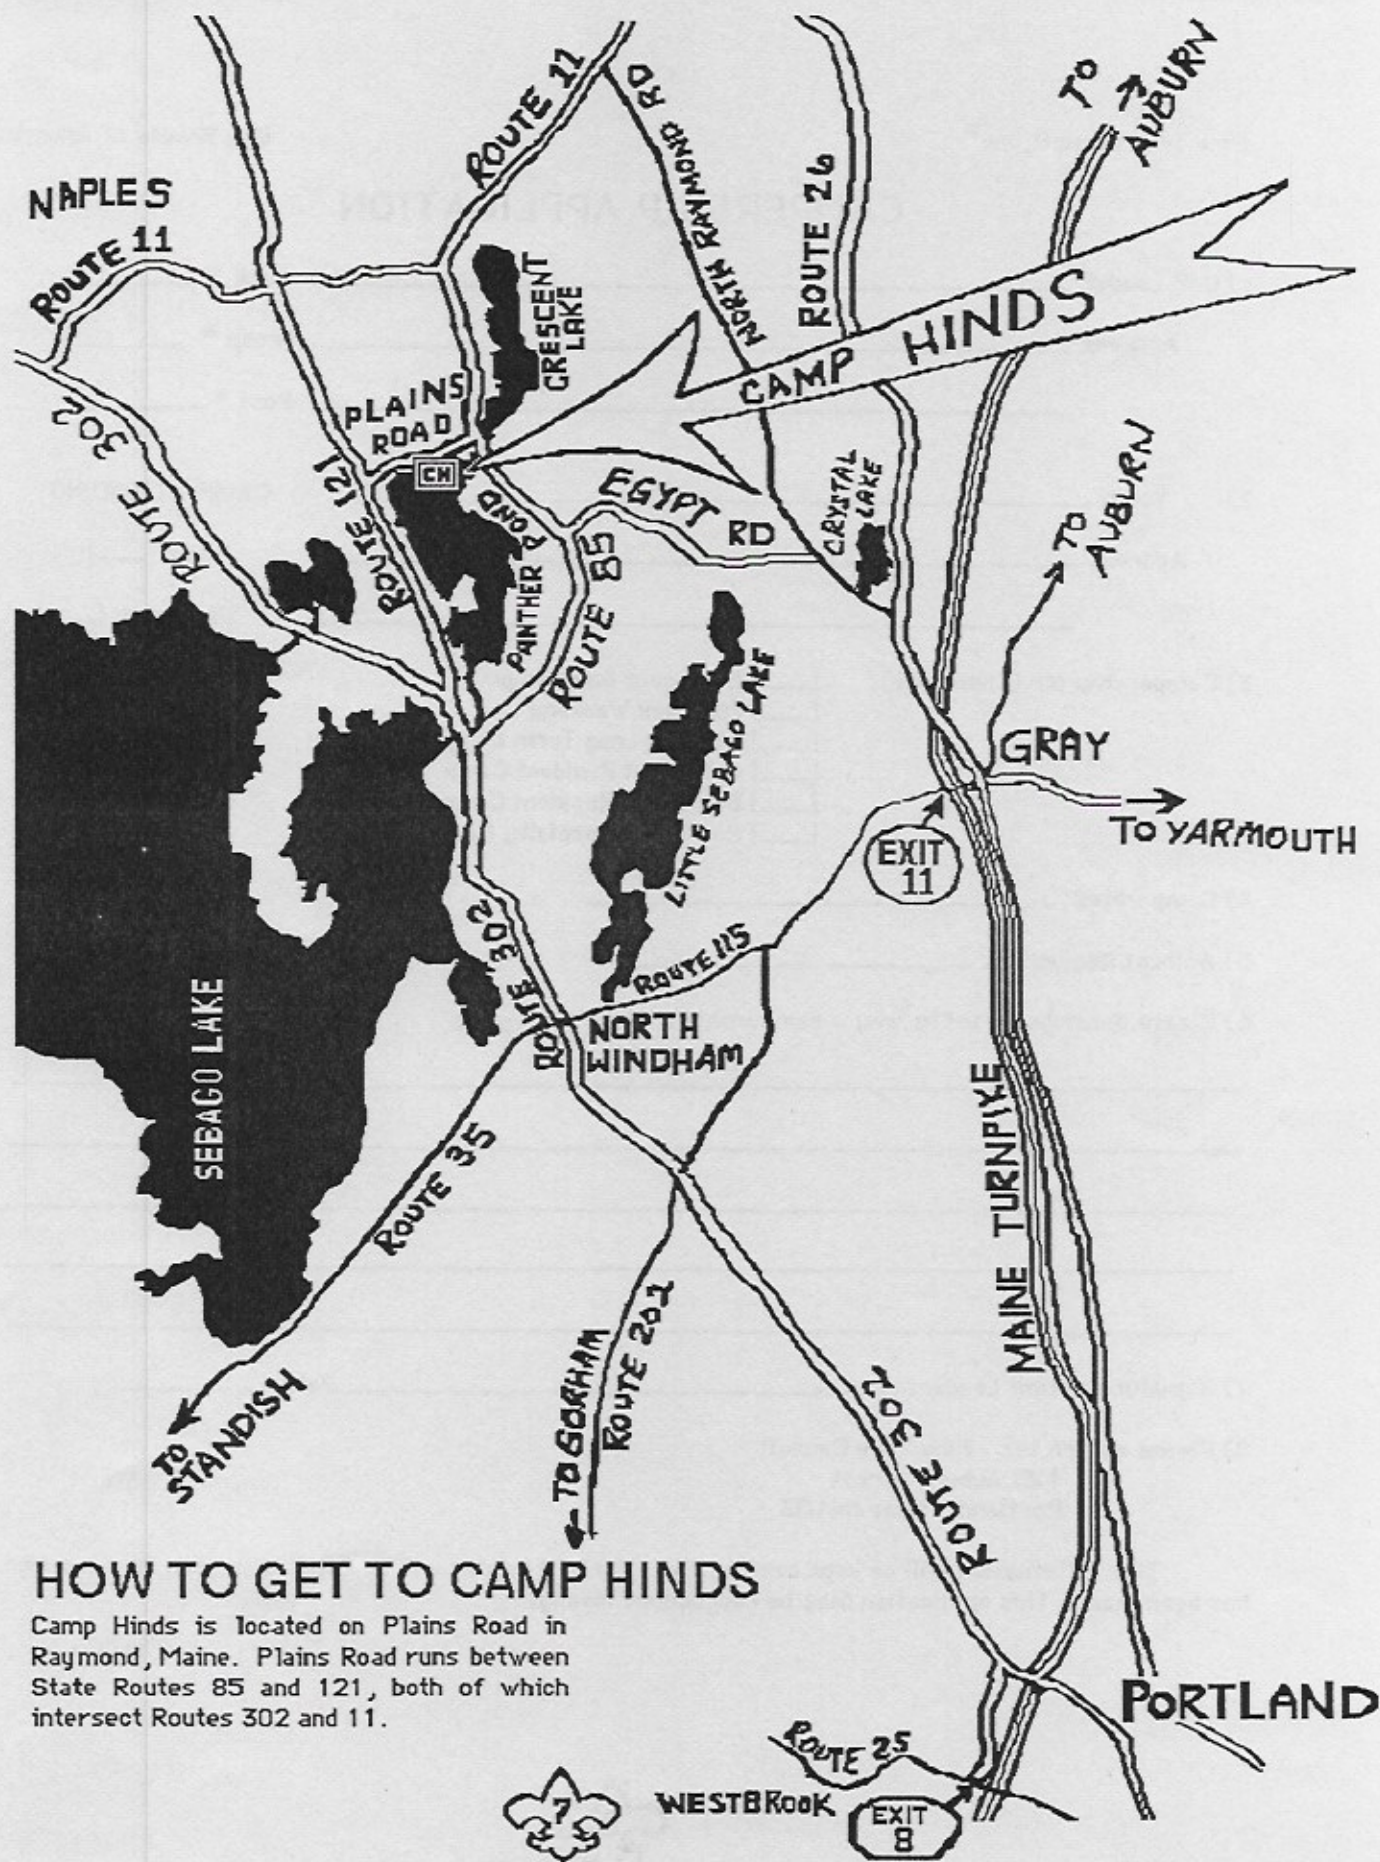 TO
AUBURN
ROUTE 11
NORTH RAYMOND RD
ROUTE 26
NAPLES
ROUTE 11
CRESCENT
LAKE
CAMP HINDS
PLAINS
ROAD
302
ROUTE
ROUTE 121
CH
PANTHER POND
EGYPT RD
ROUTE 85
CRYSTAL
LAKE
TO
AUBURN
LITTLE SEBAGO LAKE
GRAY
TO YARMOUTH
EXIT
11
SEBAGO LAKE
ROUTE 302
ROUTE 115
NORTH
WINDHAM
ROUTE 35
MAINE TURNPIKE
TO
STANDISH
TO GORHAM
ROUTE 202
ROUTE 302
HOW TO GET TO CAMP HINDS
Camp Hinds is located on Plains Road in
Raymond, Maine. Plains Road runs between
State Routes 85 and 121, both of which
intersect Routes 302 and 11.
PORTLAND
ROUTE 25
7
WESTBROOK
EXIT
8